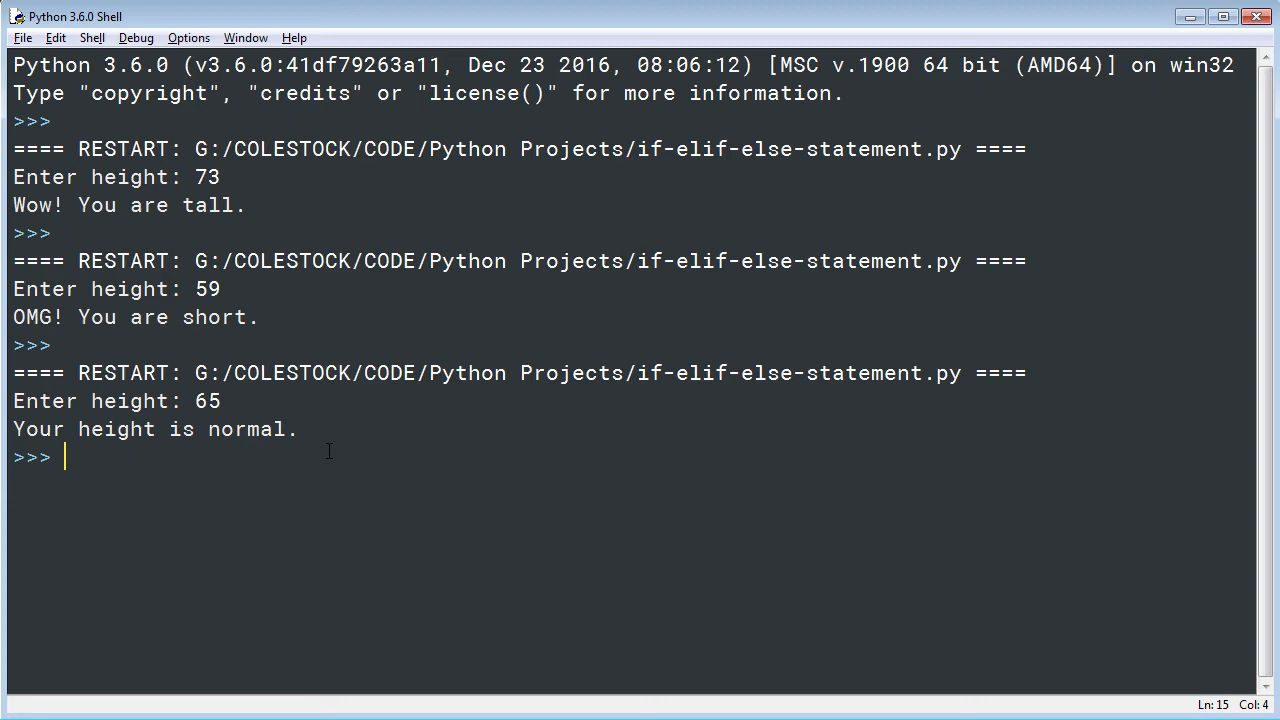 Python 3.6.0 Shell
File Edit Shell Debug Options Window Help
Python 3.6.0 (v3.6.0:41df79263a11, Dec 23 2016, 08:06:12) [MSC v.1900 64 bit (AMD64)] on win32
Type "copyright", "credits" or "license()" for more information.
>>>
==== RESTART: G:/COLESTOCK/CODE/Python Projects/if-elif-else-statement.py ====
Enter height: 73
Wow! You are tall.
>>>
==== RESTART: G:/COLESTOCK/CODE/Python Projects/if-elif-else-statement.py ====
Enter height: 59
OMG! You are short.
>>>
==== RESTART: G:/COLESTOCK/CODE/Python Projects/if-elif-else-statement.py ====
Enter height: 65
Your height is normal.
>>>
Ln: 15 Col: 4